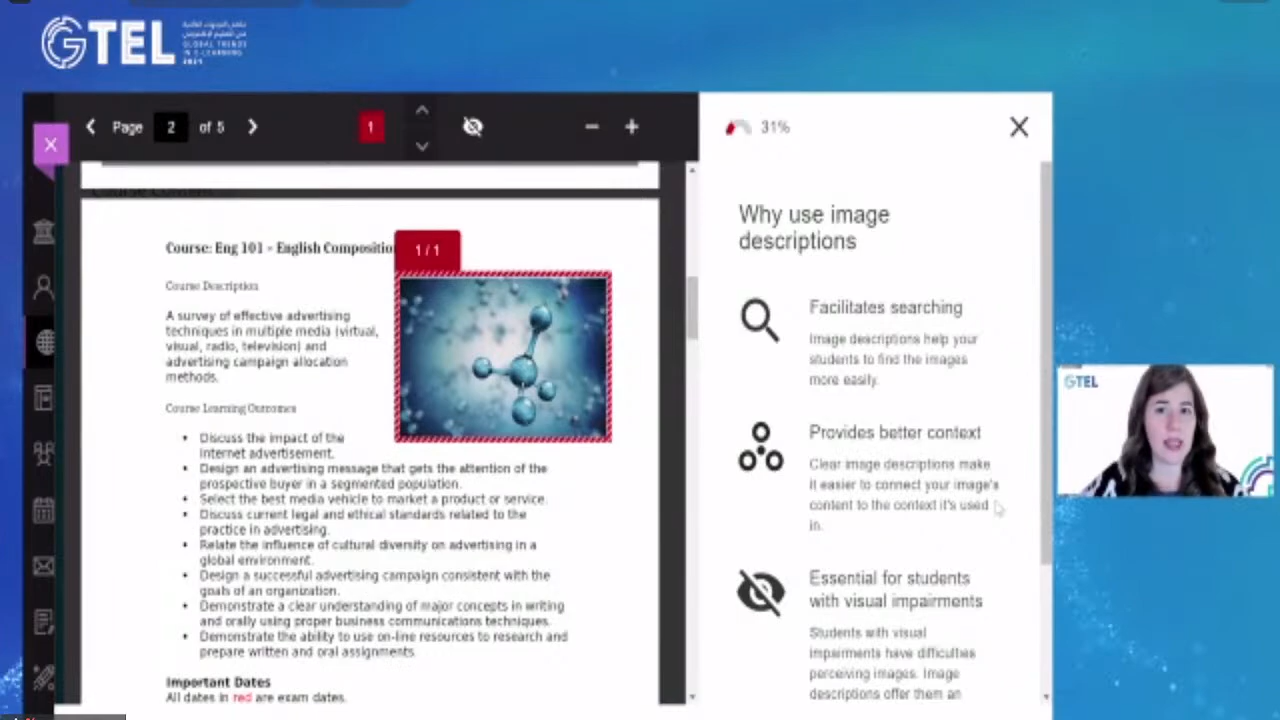 GTEL
GLOBAL TRENDS
IN E-LEARNING
2021
Page 2 of 5
1
31%
Course: Eng 101 – English Compositio
1 / 1
Course Description
A survey of effective advertising
techniques in multiple media (virtual,
visual, radio, television) and
advertising campaign allocation
methods.
Course Learning Outcomes
• Discuss the impact of the
internet advertisement.
• Design an advertising message that gets the attention of the
prospective buyer in a segmented population.
• Select the best media vehicle to market a product or service.
• Discuss current legal and ethical standards related to the
practice in advertising.
• Relate the influence of cultural diversity on advertising in a
global environment.
• Design a successful advertising campaign consistent with the
goals of an organization.
• Demonstrate a clear understanding of major concepts in writing
and orally using proper business communications techniques.
• Demonstrate the ability to use on-line resources to research and
prepare written and oral assignments
Important Dates
All dates in red are exam dates.
Why use image
descriptions
Facilitates searching
Image descriptions help your
students to find the images
more easily.
Provides better context
Clear image descriptions make
it easier to connect your image's
content to the context it's used
in.
Essential for students
with visual impairments
Students with visual
impairments have difficulties
perceiving images. Image
descriptions offer them an
GTEL